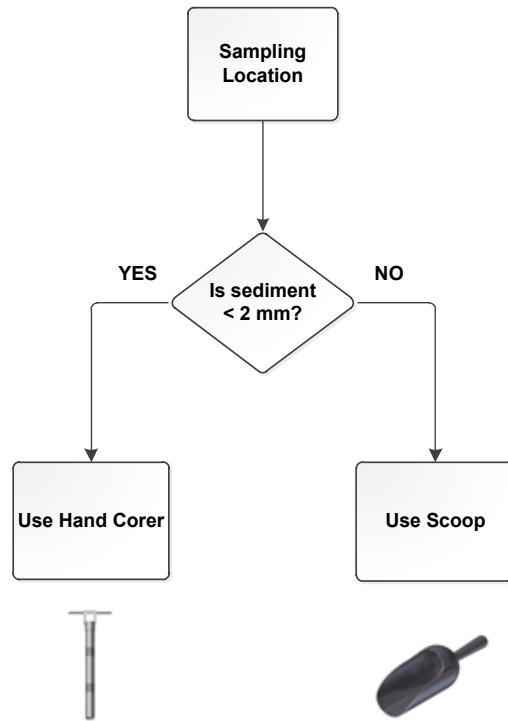 Sampling
Location
YES
NO
Is sediment
< 2 mm?
Use Hand Corer
Use Scoop